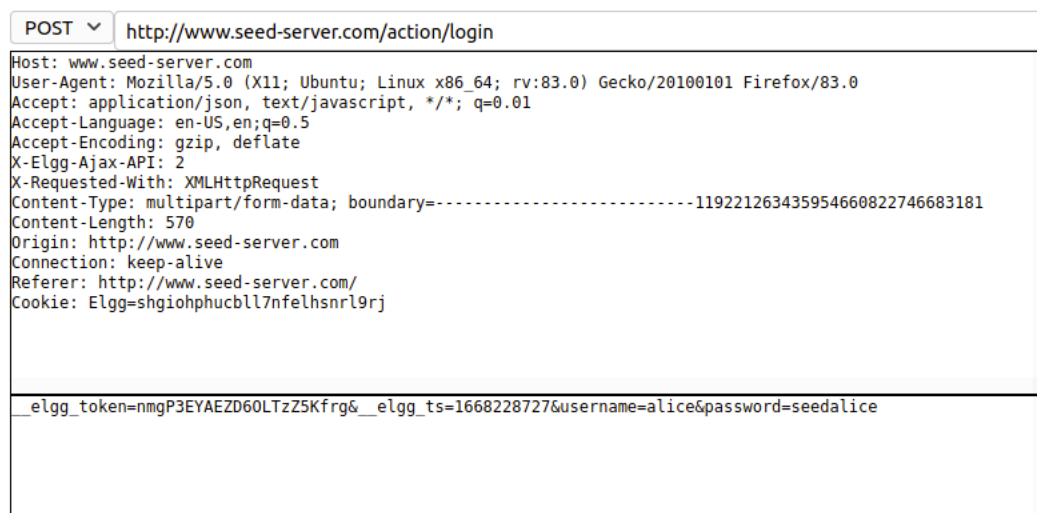 POST http://www.seed-server.com/action/login
Host: www.seed-server.com
User-Agent: Mozilla/5.0 (X11; Ubuntu; Linux x86_64; rv:83.0) Gecko/20100101 Firefox/83.0
Accept: application/json, text/javascript, */*; q=0.01
Accept-Language: en-US,en;q=0.5
Accept-Encoding: gzip, deflate
X-Elgg-Ajax-API: 2
X-Requested-With: XMLHttpRequest
Content-Type: multipart/form-data; boundary=---------------------------119221263435954660822746683181
Content-Length: 570
Origin: http://www.seed-server.com
Connection: keep-alive
Referer: http://www.seed-server.com/
Cookie: Elgg=shgiohphucbll7nfelhsnrl9rj
__elgg_token=nmgP3EYAEZD6OLTzZ5Kfrg&__elgg_ts=1668228727&username=alice&password=seedalice